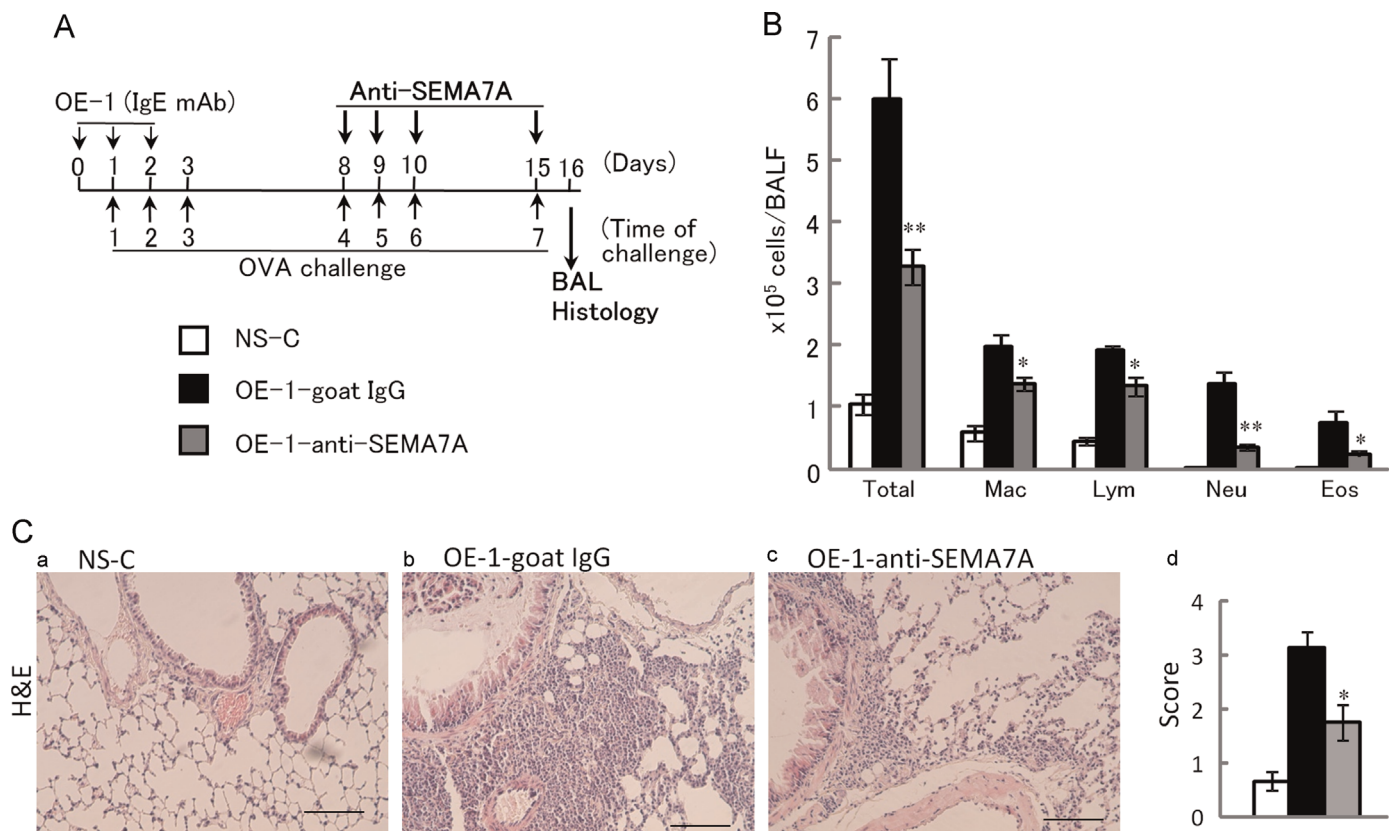 A
OE-1 (IgE mAb)
Anti-SEMA7A
0 1 2 3 8 9 10 15 16 (Days)
1 2 3 4 5 6 7 (Time of
challenge)
OVA challenge
BAL
Histology
NS-C
OE-1-goat IgG
OE-1-anti-SEMA7A
B
x10⁵ cells/BALF
7
6
5
4
3
2
1
0
**
*
*
**
*
Total Mac Lym Neu Eos
C
a NS-C
b OE-1-goat IgG
c OE-1-anti-SEMA7A
H&E
d
Score
4
3
2
1
0
*